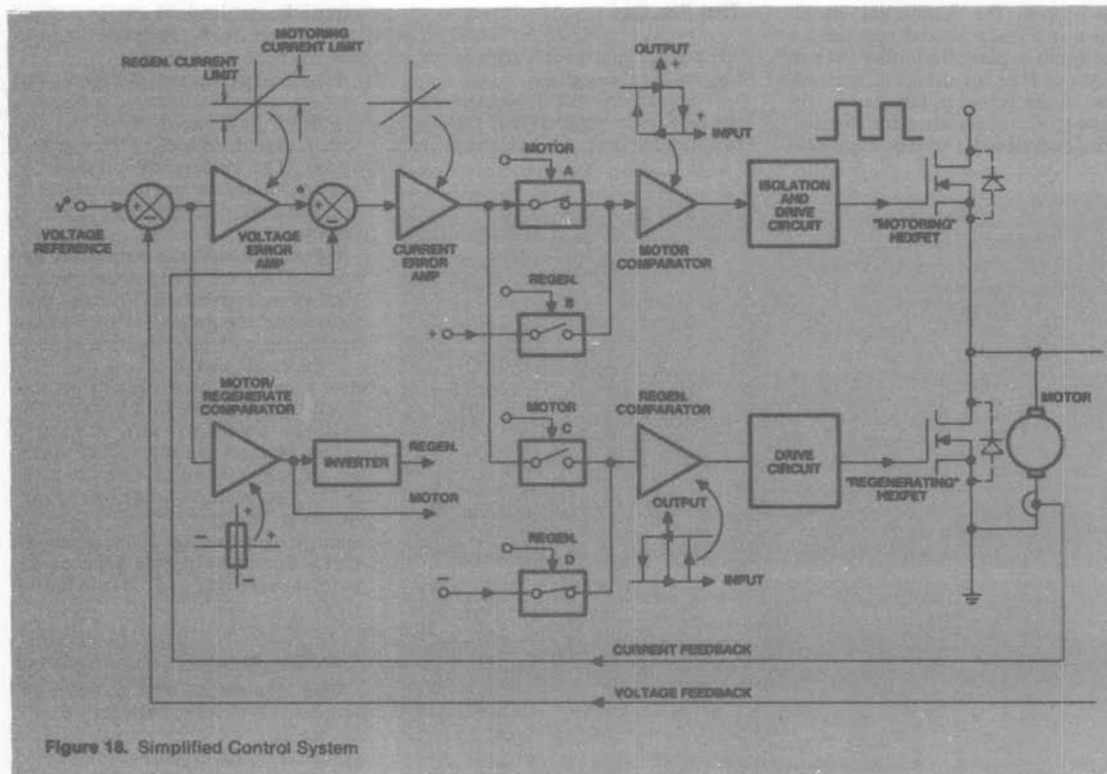 MOTORING
CURRENT LIMIT
REGEN. CURRENT
LIMIT
OUTPUT
+
+
INPUT
MOTOR
A
VOLTAGE
REFERENCE
+
−
VOLTAGE
ERROR
AMP
+
−
CURRENT
ERROR
AMP
MOTOR
COMPARATOR
ISOLATION
AND
DRIVE
CIRCUIT
"MOTORING"
HEXFET
REGEN.
B
+
MOTOR/
REGENERATE
COMPARATOR
INVERTER
REGEN.
MOTOR
−
+
+
−
MOTOR
C
REGEN.
COMPARATOR
DRIVE
CIRCUIT
"REGENERATING"
HEXFET
MOTOR
OUTPUT
INPUT
REGEN.
D
−
CURRENT FEEDBACK
VOLTAGE FEEDBACK
Figure 18. Simplified Control System